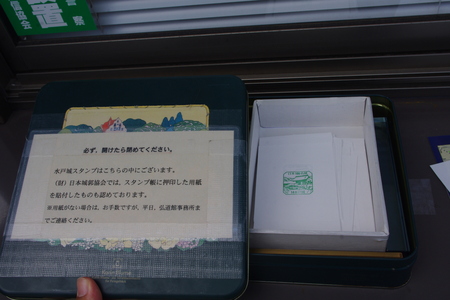 必ず、開けたら閉めてください。
水戸城スタンプはこちらの中にございます。
(財)日本城郭協会では、スタンプ帳に押印した用紙
を貼付したものも認めております。
※用紙がない場合は、お手数ですが、平日、弘道館事務所ま
でご連絡ください。